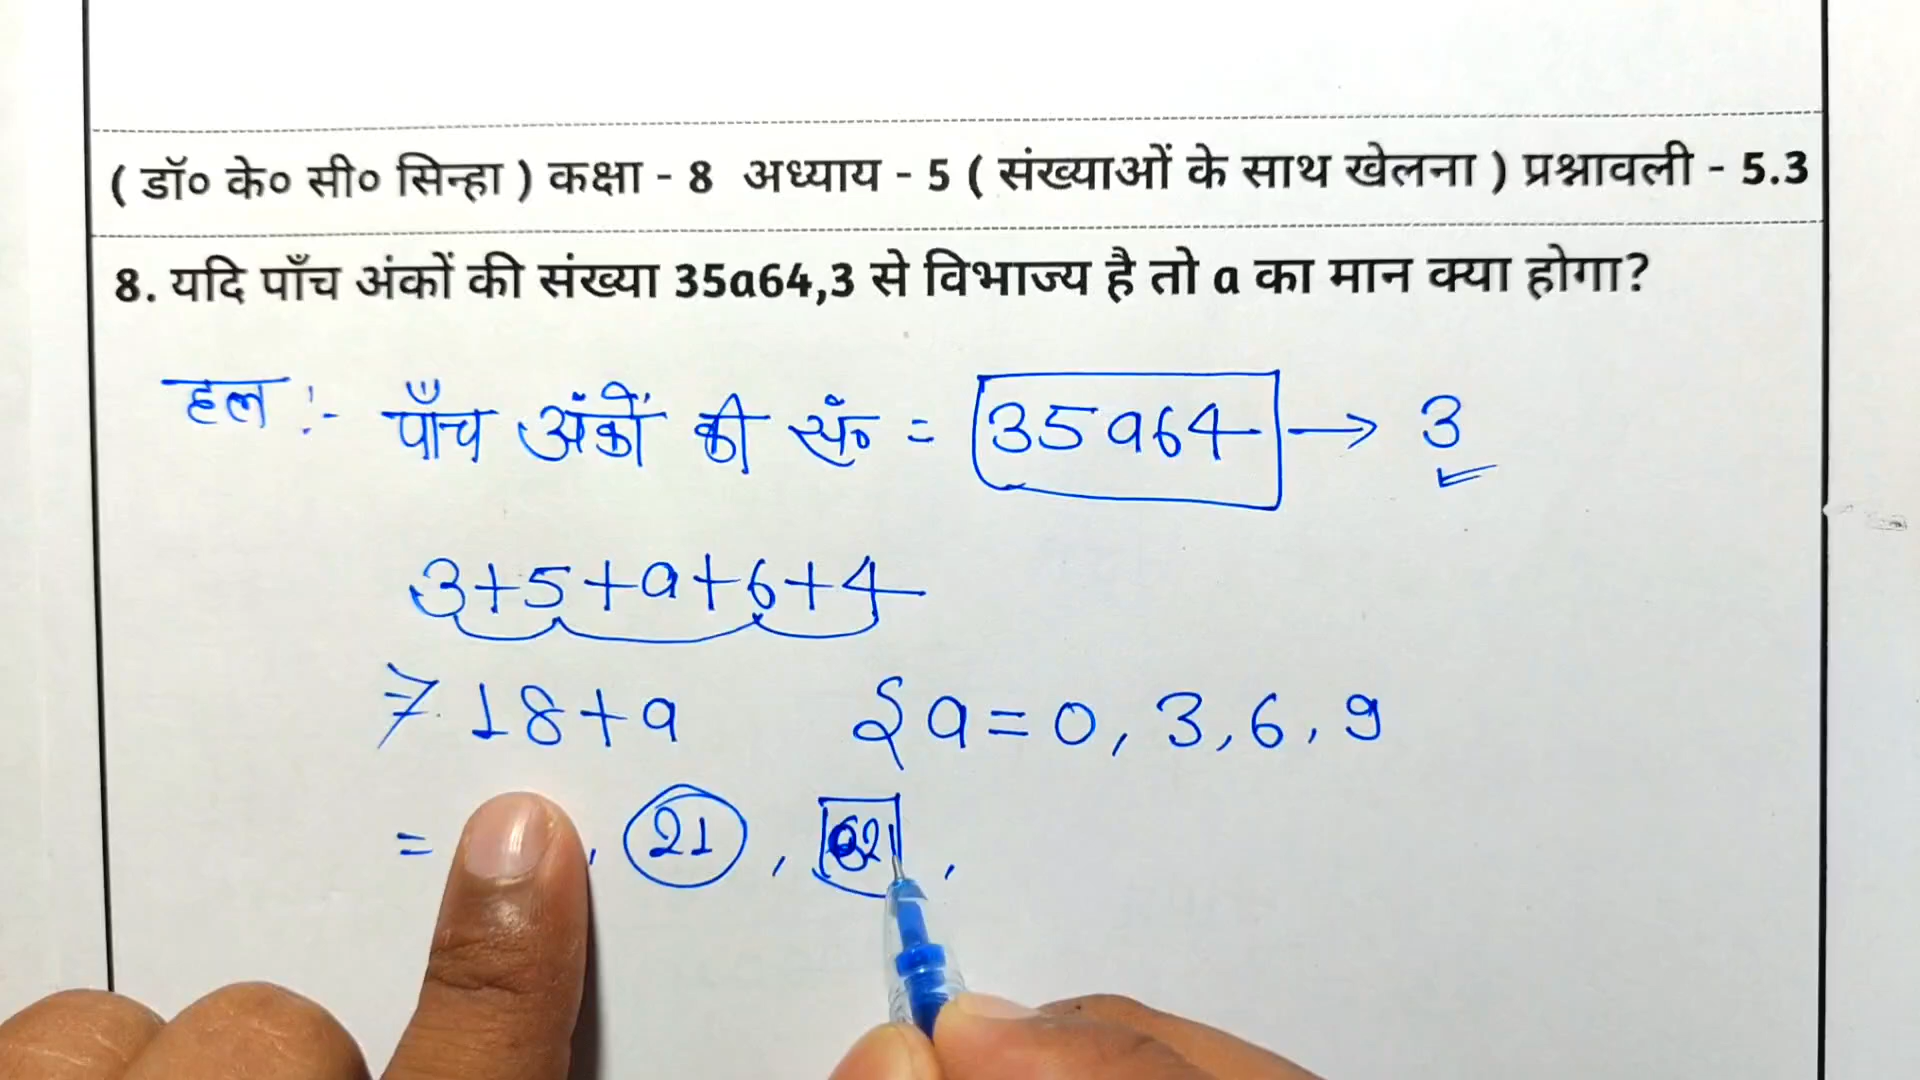 ( डॉ० के० सी० सिन्हा ) कक्षा - 8 अध्याय - 5 ( संख्याओं के साथ खेलना ) प्रश्नावली - 5.3
8. यदि पाँच अंकों की संख्या 35a64,3 से विभाज्य है तो a का मान क्या होगा?
हल :- पाँच अंकों की सं० = 35a64 → 3
3+5+a+6+4
⇒ 18+a a = 0, 3, 6, 9
= , 21 , ,